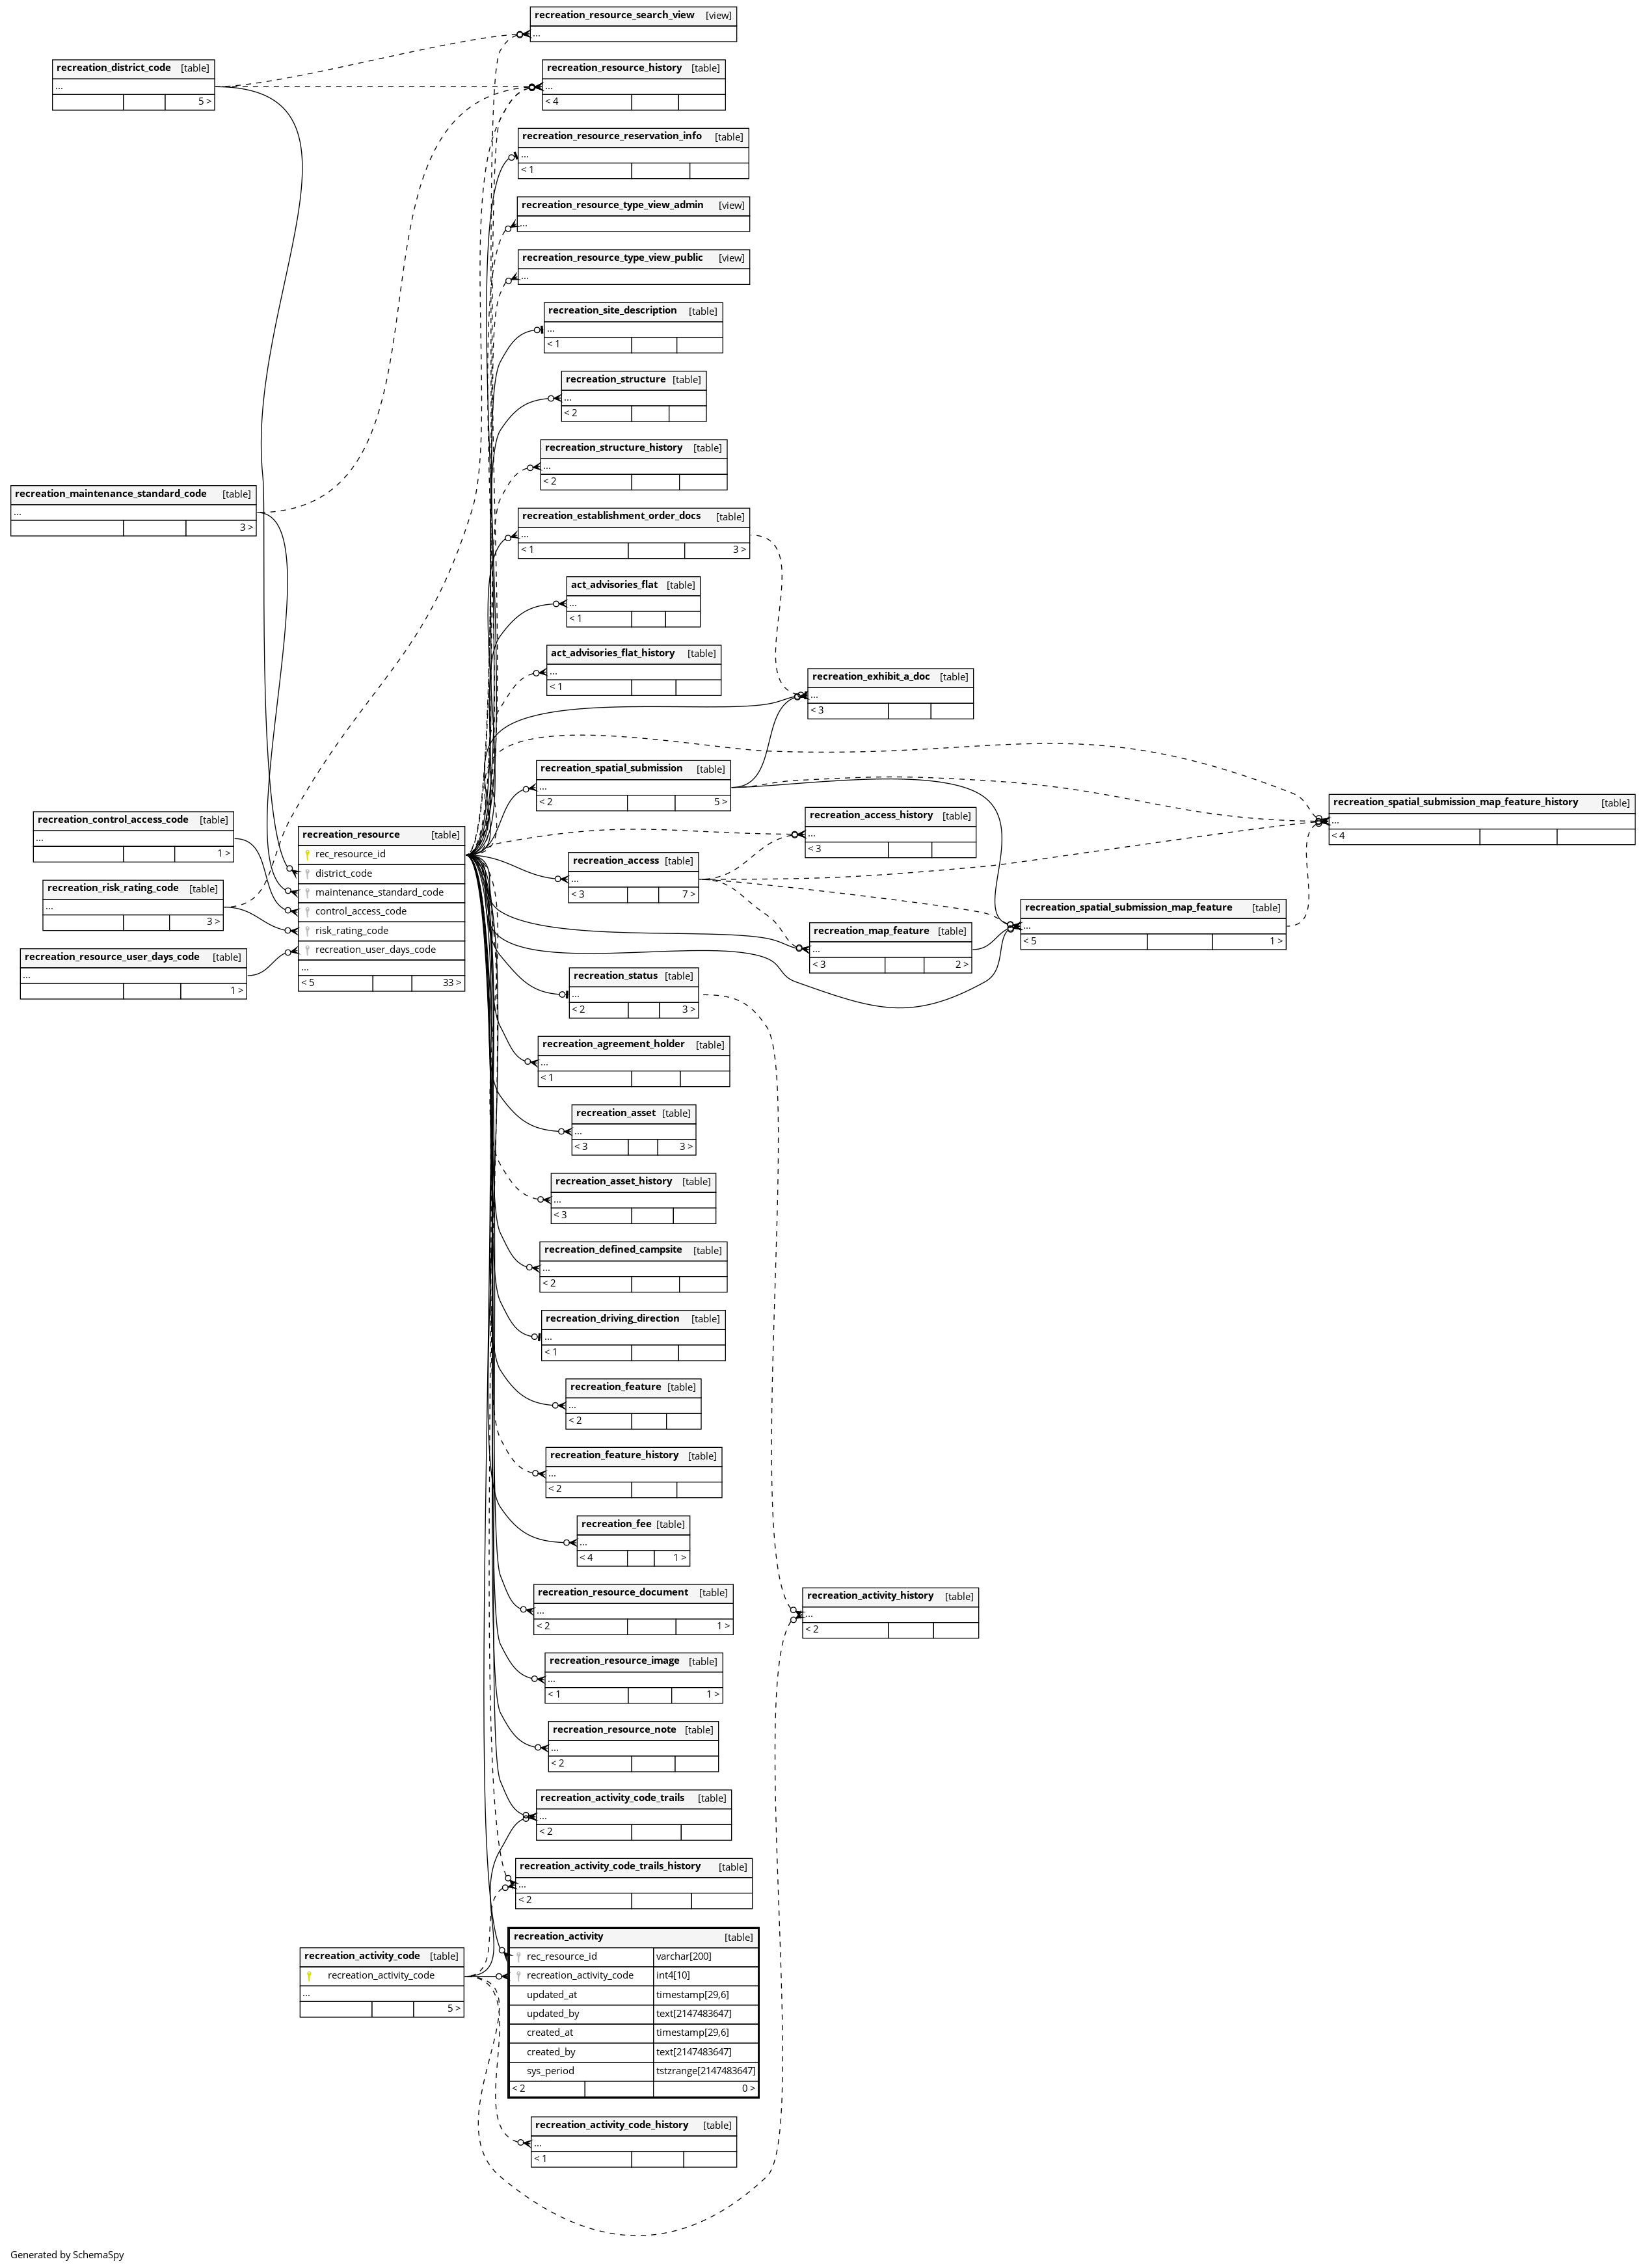 recreation_resource_search_view [view]
...
recreation_district_code [table]
...
5 >
recreation_resource_history [table]
...
< 4
recreation_resource_reservation_info [table]
...
< 1
recreation_resource_type_view_admin [view]
...
recreation_resource_type_view_public [view]
...
recreation_site_description [table]
...
< 1
recreation_structure [table]
...
< 2
recreation_structure_history [table]
...
< 2
recreation_maintenance_standard_code [table]
...
3 >
recreation_establishment_order_docs [table]
...
< 1 3 >
act_advisories_flat [table]
...
< 1
act_advisories_flat_history [table]
...
< 1
recreation_exhibit_a_doc [table]
...
< 3
recreation_spatial_submission [table]
...
< 2 5 >
recreation_spatial_submission_map_feature_history [table]
...
< 4
recreation_access_history [table]
...
< 3
recreation_control_access_code [table]
...
1 >
recreation_resource [table]
rec_resource_id
district_code
maintenance_standard_code
control_access_code
risk_rating_code
recreation_user_days_code
...
< 5 33 >
recreation_access [table]
...
< 3 7 >
recreation_risk_rating_code [table]
...
3 >
recreation_spatial_submission_map_feature [table]
...
< 5 1 >
recreation_map_feature [table]
...
< 3 2 >
recreation_resource_user_days_code [table]
...
1 >
recreation_status [table]
...
< 2 3 >
recreation_agreement_holder [table]
...
< 1
recreation_asset [table]
...
< 3 3 >
recreation_asset_history [table]
...
< 3
recreation_defined_campsite [table]
...
< 2
recreation_driving_direction [table]
...
< 1
recreation_feature [table]
...
< 2
recreation_feature_history [table]
...
< 2
recreation_fee [table]
...
< 4 1 >
recreation_resource_document [table]
...
< 2 1 >
recreation_activity_history [table]
...
< 2
recreation_resource_image [table]
...
< 1 1 >
recreation_resource_note [table]
...
< 2
recreation_activity_code_trails [table]
...
< 2
recreation_activity_code_trails_history [table]
...
< 2
recreation_activity_code [table]
recreation_activity_code
...
5 >
recreation_activity [table]
rec_resource_id varchar[200]
recreation_activity_code int4[10]
updated_at timestamp[29,6]
updated_by text[2147483647]
created_at timestamp[29,6]
created_by text[2147483647]
sys_period tstzrange[2147483647]
< 2 0 >
recreation_activity_code_history [table]
...
< 1
Generated by SchemaSpy